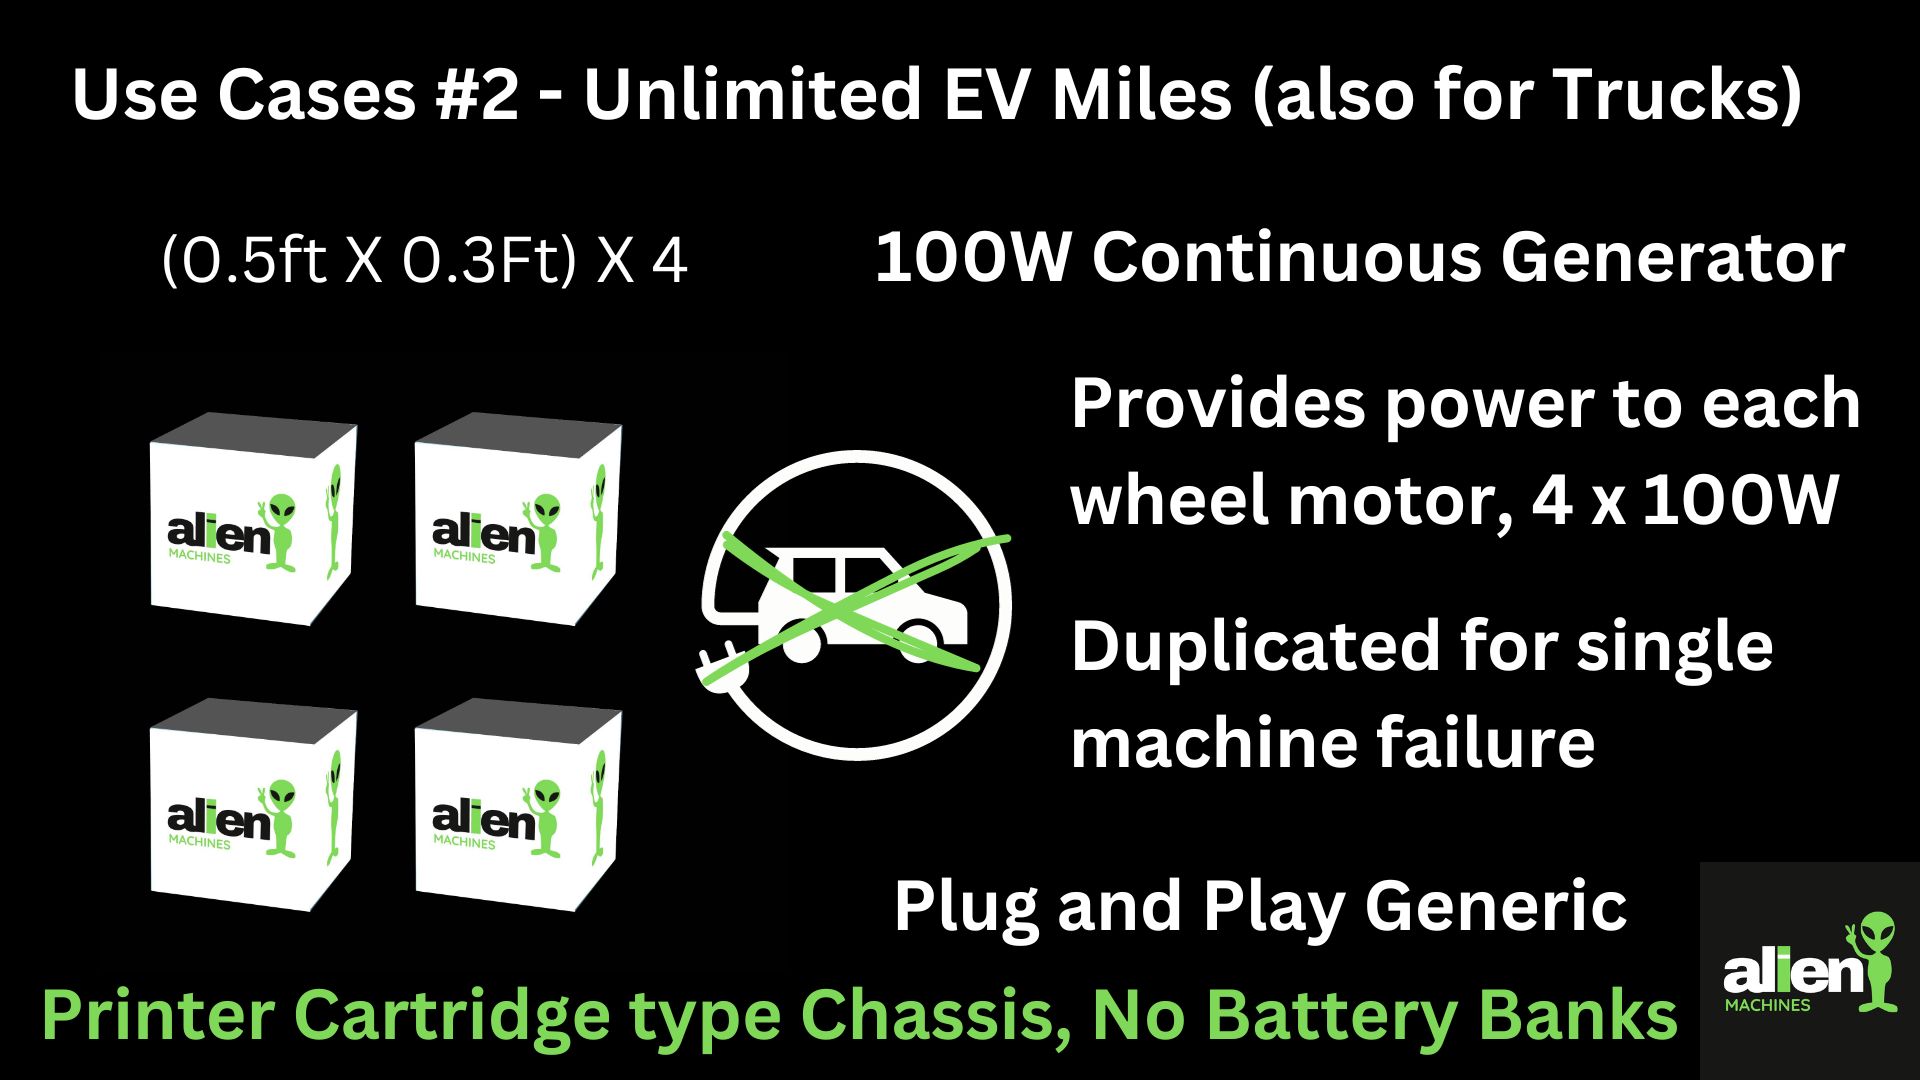 Use Cases #2 - Unlimited EV Miles (also for Trucks)
(0.5ft X 0.3Ft) X 4
100W Continuous Generator
Provides power to each
wheel motor, 4 x 100W
Duplicated for single
machine failure
alien
MACHINES
alien
MACHINES
alien
MACHINES
alien
MACHINES
Plug and Play Generic
Printer Cartridge type Chassis, No Battery Banks
alien
MACHINES